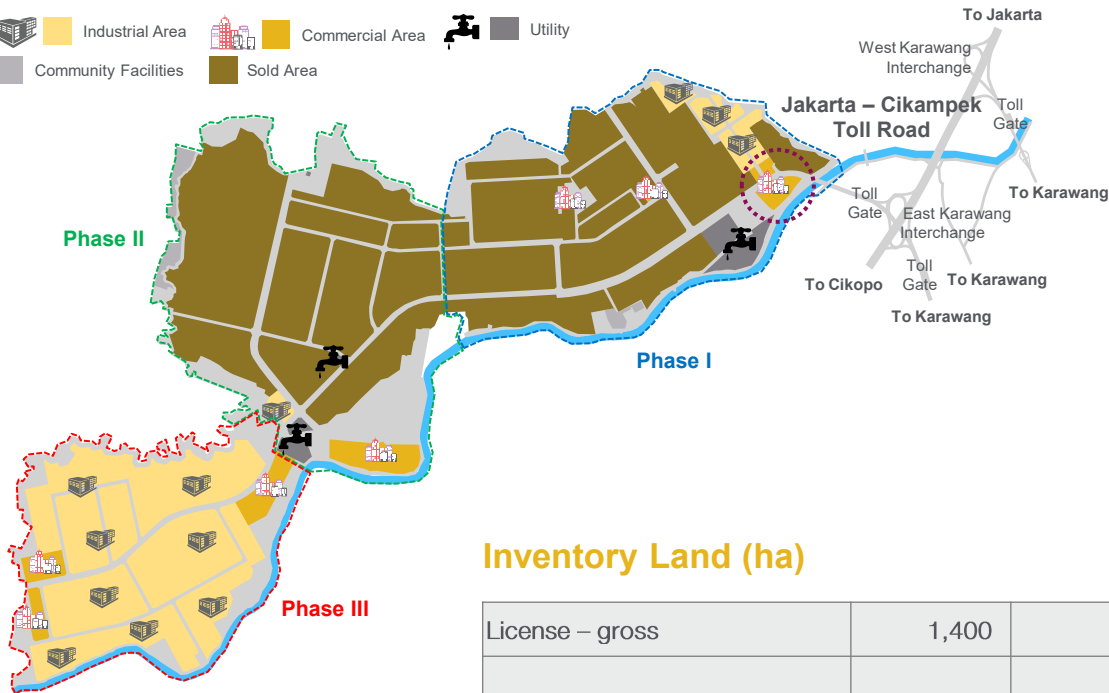 Industrial Area
Commercial Area
Utility
Community Facilities
Sold Area
To Jakarta
West Karawang
Interchange
Jakarta – Cikampek
Toll Road
Toll
Gate
To Karawang
Toll
Gate
East Karawang
Interchange
To Cikopo
Toll
Gate
To Karawang
To Karawang
Phase II
Phase I
Phase III
Inventory Land (ha)
License – gross 1,400